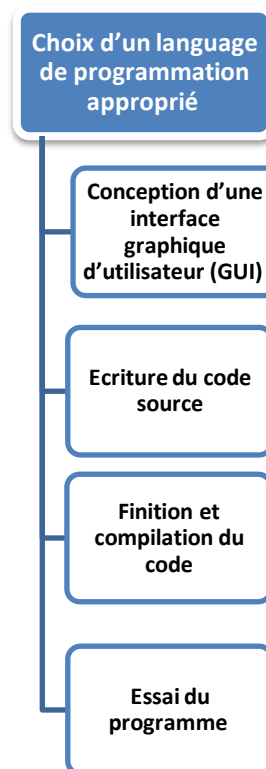 Choix d’un language
de programmation
approprié
Conception d’une
interface
graphique
d’utilisateur (GUI)
Ecriture du code
source
Finition et
compilation du
code
Essai du
programme